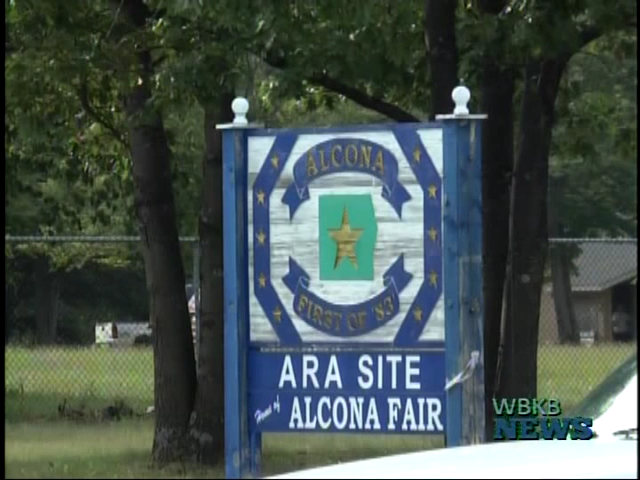 ALCONA
FIRST OF '83
ARA SITE
Home of
ALCONA FAIR
WBKB
NEWS